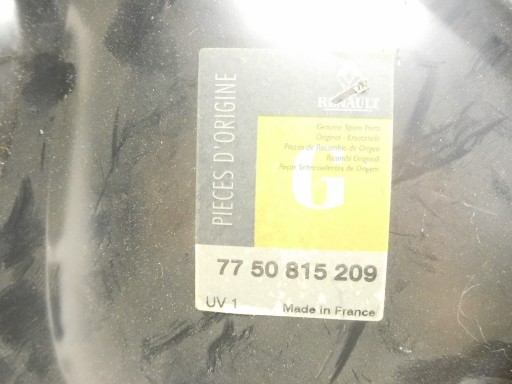 PIECES D'ORIGINE
RENAULT
Genuine Spare Parts
Original - Ersatzteile
Piezas de Recambio de Origen
Ricambi Originali
Peças Sobresselentes de Origem
G
77 50 815 209
UV 1
Made in France